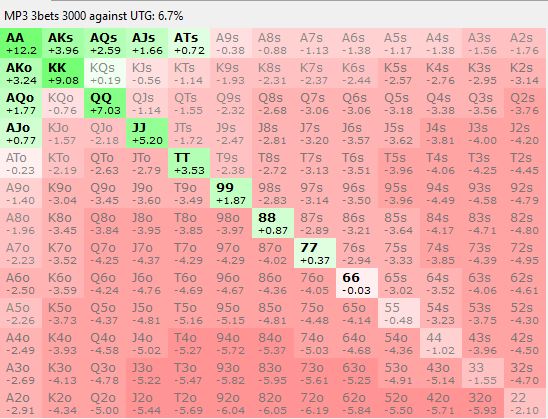 MP3 3bets 3000 against UTG: 6.7%
AA AKs AQs AJs ATs A9s A8s A7s A6s A5s A4s A3s A2s
+12.2 +3.96 +2.59 +1.66 +0.72 -0.38 -0.88 -1.13 -1.38 -1.17 -1.38 -1.56 -1.76
AKo KK KQs KJs KTs K9s K8s K7s K6s K5s K4s K3s K2s
+3.24 +9.08 +0.19 -0.56 -1.14 -1.93 -2.31 -2.37 -2.44 -2.57 -2.76 -2.95 -3.14
AQo KQo QQ QJs QTs Q9s Q8s Q7s Q6s Q5s Q4s Q3s Q2s
+1.77 -0.76 +7.03 -1.14 -1.55 -2.32 -2.68 -3.06 -3.06 -3.18 -3.38 -3.56 -3.76
AJo KJo QJo JJ JTs J9s J8s J7s J6s J5s J4s J3s J2s
+0.77 -1.57 -2.18 +5.20 -1.72 -2.47 -2.81 -3.20 -3.57 -3.62 -3.81 -4.00 -4.20
ATo KTo QTo JTo TT T9s T8s T7s T6s T5s T4s T3s T2s
-0.23 -2.19 -2.63 -2.79 +3.53 -2.38 -2.72 -3.13 -3.51 -3.96 -4.06 -4.25 -4.45
A9o K9o Q9o J9o T9o 99 98s 97s 96s 95s 94s 93s 92s
-1.40 -3.04 -3.45 -3.60 -3.49 +1.87 -2.83 -3.14 -3.50 -3.96 -4.49 -4.58 -4.79
A8o K8o Q8o J8o T8o 98o 88 87s 86s 85s 84s 83s 82s
-1.96 -3.45 -3.84 -3.95 -3.85 -3.97 +0.87 -2.89 -3.21 -3.64 -4.17 -4.71 -4.80
A7o K7o Q7o J7o T7o 97o 87o 77 76s 75s 74s 73s 72s
-2.23 -3.52 -4.25 -4.37 -4.29 -4.29 -4.02 +0.37 -2.94 -3.33 -3.85 -4.39 -4.95
A6o K6o Q6o J6o T6o 96o 86o 76o 66 65s 64s 63s 62s
-2.50 -3.59 -4.24 -4.76 -4.69 -4.67 -4.36 -4.05 -0.03 -3.02 -3.52 -4.06 -4.61
A5o K5o Q5o J5o T5o 95o 85o 75o 65o 55 54s 53s 52s
-2.26 -3.73 -4.37 -4.81 -5.16 -5.15 -4.81 -4.48 -4.14 -0.48 -3.23 -3.75 -4.30
A4o K4o Q4o J4o T4o 94o 84o 74o 64o 54o 44 43s 42s
-2.49 -3.93 -4.58 -5.02 -5.27 -5.72 -5.37 -5.03 -4.68 -4.36 -1.02 -3.96 -4.50
A3o K3o Q3o J3o T3o 93o 83o 73o 63o 53o 43o 33 32s
-2.69 -4.13 -4.78 -5.22 -5.47 -5.82 -5.95 -5.61 -5.25 -4.91 -5.14 -1.55 -4.70
A2o K2o Q2o J2o T2o 92o 82o 72o 62o 52o 42o 32o 22
-2.91 -4.34 -5.00 -5.44 -5.69 -6.04 -6.05 -6.19 -5.84 -5.50 -5.71 -5.93 -2.10